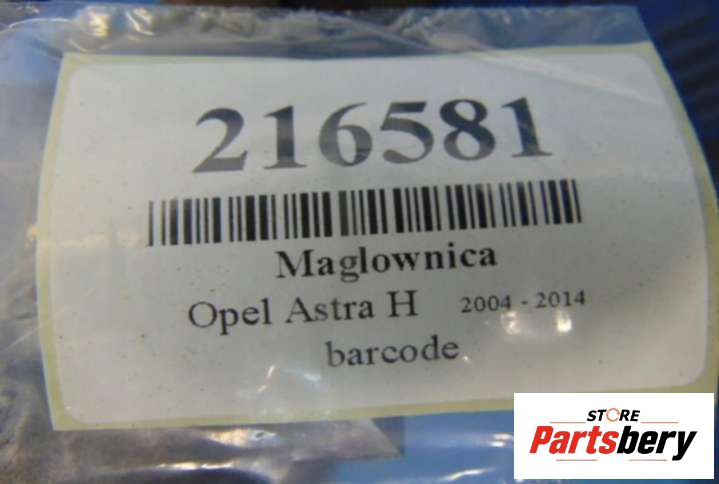 216581
Maglownica
Opel Astra H 2004 - 2014
barcode
STORE
Partsbery